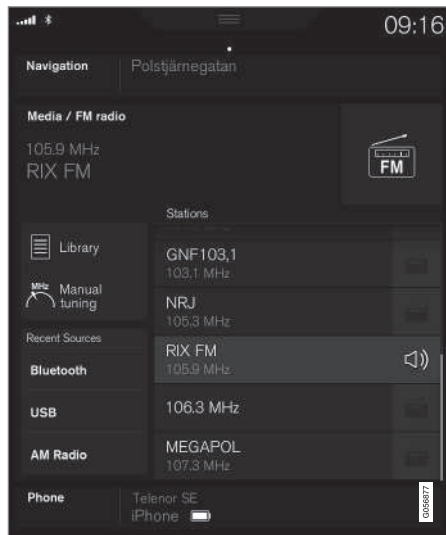 09:16
Navigation
Polstjärnegatan
Media / FM radio
105.9 MHz
RIX FM
FM
Stations
Library
MHz Manual
tuning
GNF103,1
103.1 MHz
NRJ
105.3 MHz
RIX FM
105.9 MHz
106.3 MHz
MEGAPOL
107.3 MHz
Recent Sources
Bluetooth
USB
AM Radio
Phone
Telenor SE
iPhone
G056877